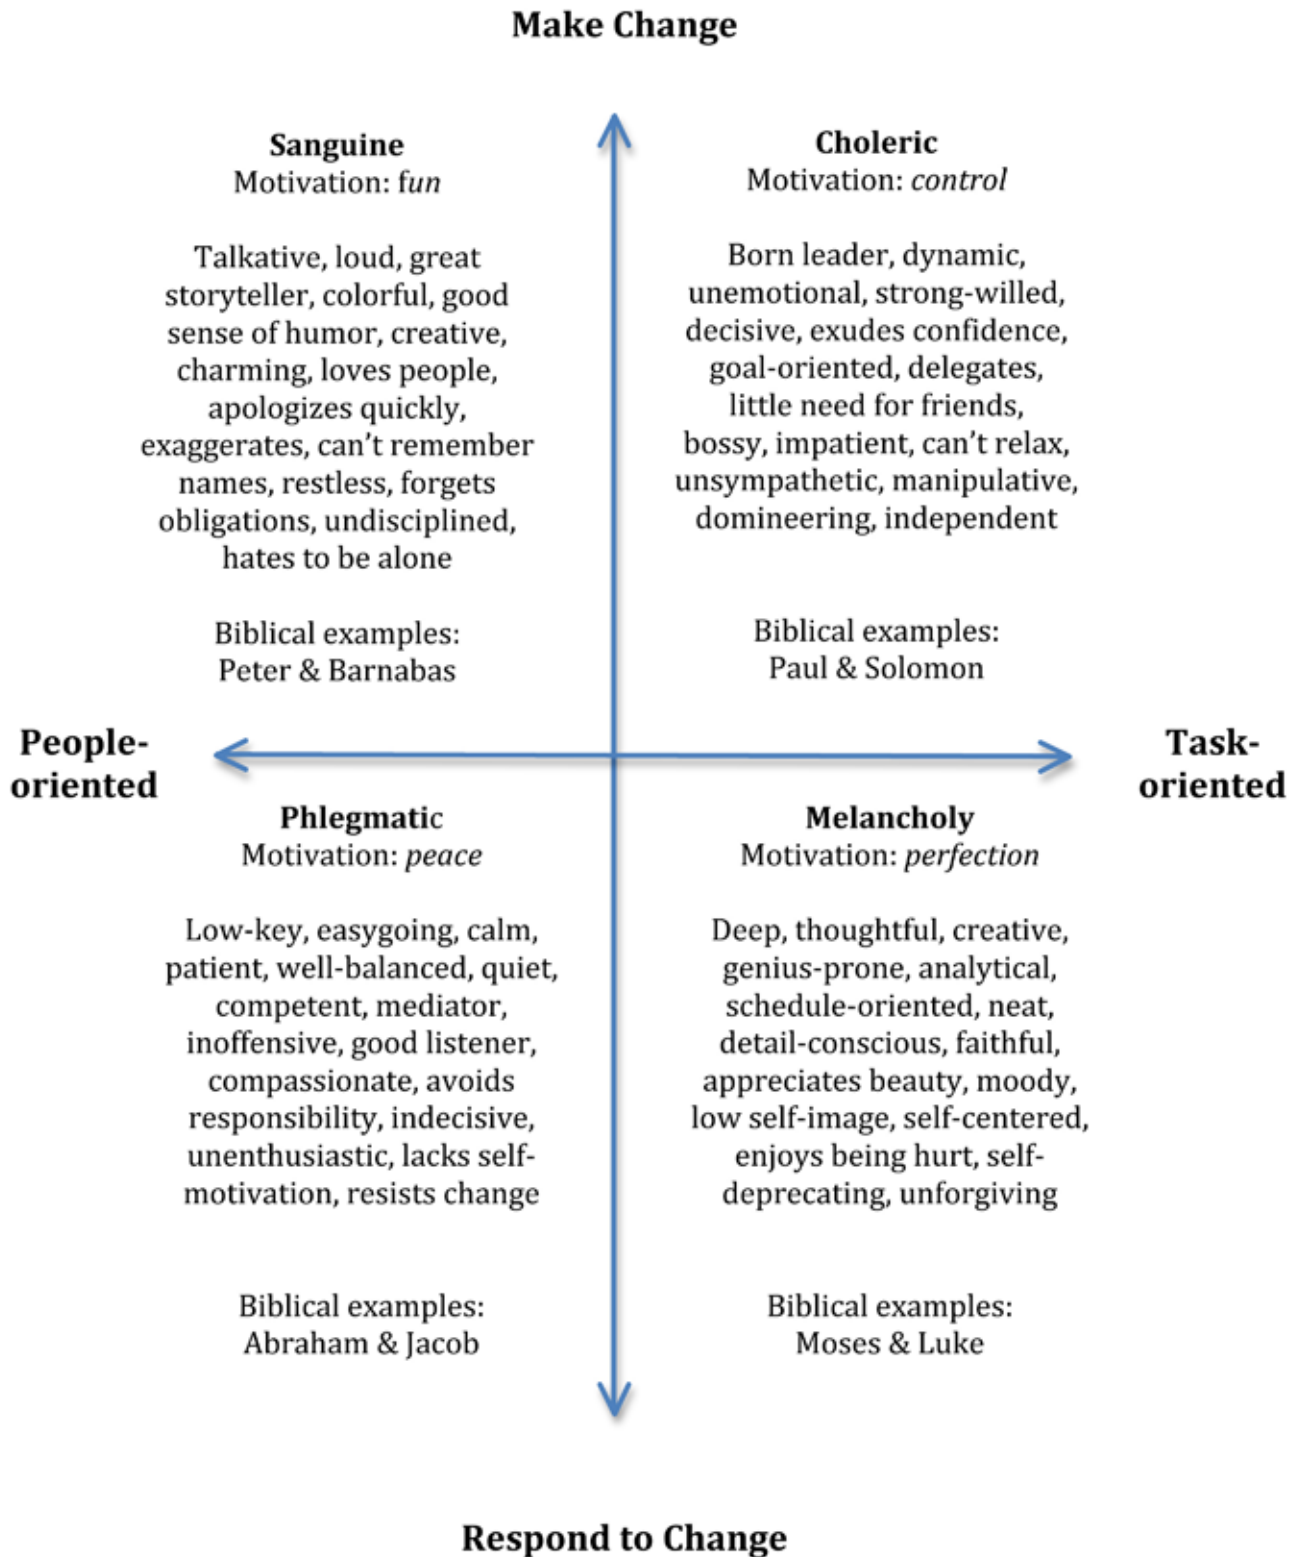 Make Change
Sanguine
Motivation: fun
Talkative, loud, great
storyteller, colorful, good
sense of humor, creative,
charming, loves people,
apologizes quickly,
exaggerates, can’t remember
names, restless, forgets
obligations, undisciplined,
hates to be alone
Biblical examples:
Peter & Barnabas
Choleric
Motivation: control
Born leader, dynamic,
unemotional, strong-willed,
decisive, exudes confidence,
goal-oriented, delegates,
little need for friends,
bossy, impatient, can’t relax,
unsympathetic, manipulative,
domineering, independent
Biblical examples:
Paul & Solomon
People-
oriented
Task-
oriented
Phlegmatic
Motivation: peace
Low-key, easygoing, calm,
patient, well-balanced, quiet,
competent, mediator,
inoffensive, good listener,
compassionate, avoids
responsibility, indecisive,
unenthusiastic, lacks self-
motivation, resists change
Biblical examples:
Abraham & Jacob
Melancholy
Motivation: perfection
Deep, thoughtful, creative,
genius-prone, analytical,
schedule-oriented, neat,
detail-conscious, faithful,
appreciates beauty, moody,
low self-image, self-centered,
enjoys being hurt, self-
deprecating, unforgiving
Biblical examples:
Moses & Luke
Respond to Change